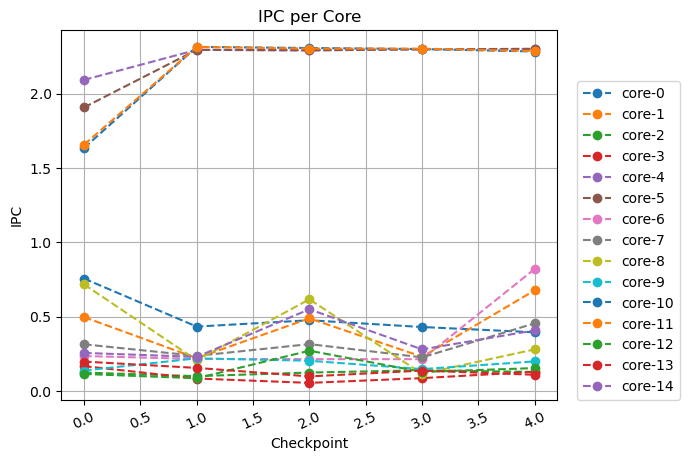 IPC per Core
IPC
2.0
1.5
1.0
0.5
0.0
0.0
0.5
1.0
1.5
2.0
2.5
3.0
3.5
4.0
Checkpoint
core-0
core-1
core-2
core-3
core-4
core-5
core-6
core-7
core-8
core-9
core-10
core-11
core-12
core-13
core-14